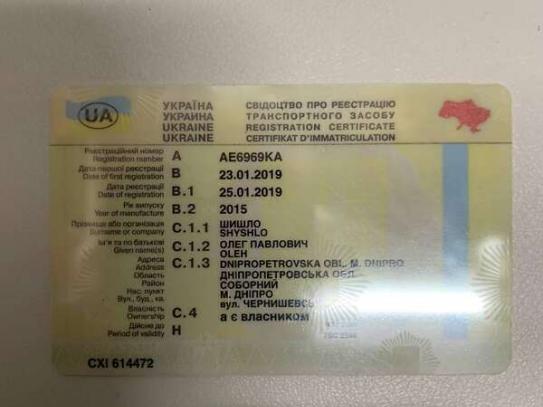 UA
УКРАЇНА СВІДОЦТВО ПРО РЕЄСТРАЦІЮ
УКРАИНА ТРАНСПОРТНОГО ЗАСОБУ
UKRAINE REGISTRATION CERTIFICATE
UKRAINE CERTIFICAT D'IMMATRICULATION
Реєстраційний номер
Registration number A AE6969KA
Дата першої реєстрації
Date of first registration B 23.01.2019
Дата реєстрації
Date of registration B.1 25.01.2019
Рік випуску
Year of manufacture B.2 2015
Прізвище або організація C.1.1 ШИШЛО
Surname or company SHYSHLO
Ім'я та по батькові C.1.2 ОЛЕГ ПАВЛОВИЧ
Given name(s) OLEH
Адреса C.1.3 DNIPROPETROVSKA OBL. M. DNIPRO
Address ДНІПРОПЕТРОВСЬКА ОБЛ.
Область СОБОРНИЙ
Район М. ДНІПРО
Нас. пункт вул. ЧЕРНИШЕВСЬ
Вул., буд., кв.
Власність
Ownership C.4 а є власником
Дійсне до
Period of validity H
CXI 614472